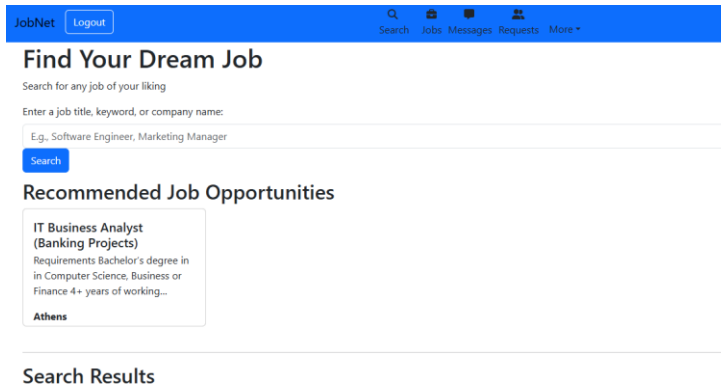 JobNet Logout Search Jobs Messages Requests More
Find Your Dream Job
Search for any job of your liking
Enter a job title, keyword, or company name:
E.g., Software Engineer, Marketing Manager
Search
Recommended Job Opportunities
IT Business Analyst
(Banking Projects)
Requirements Bachelor's degree in
in Computer Science, Business or
Finance 4+ years of working...
Athens
Search Results